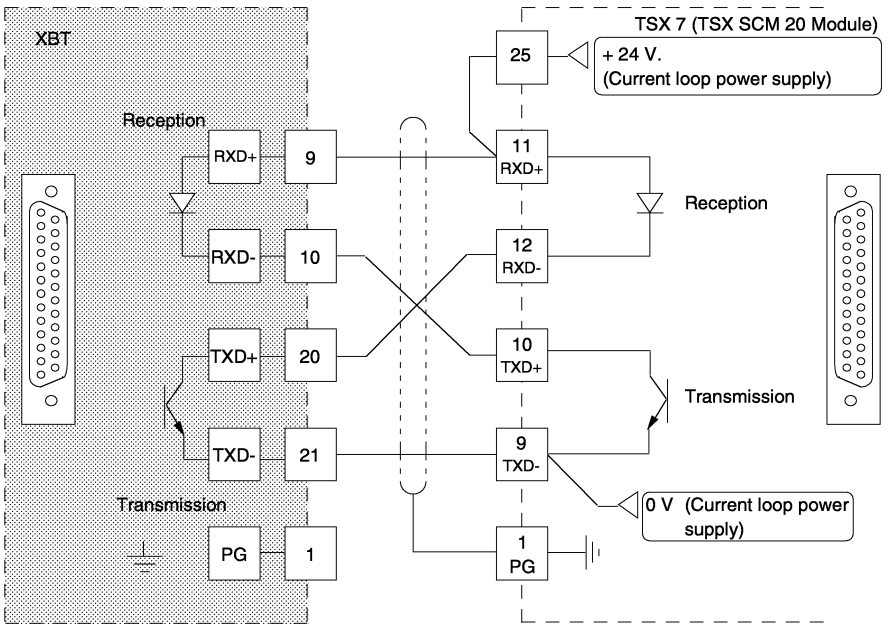 TSX 7 (TSX SCM 20 Module)
XBT
25
+ 24 V.
(Current loop power supply)
Reception
RXD+
9
11
RXD+
Reception
RXD-
10
12
RXD-
TXD+
20
10
TXD+
Transmission
TXD-
21
9
TXD-
Transmission
0 V (Current loop power
supply)
PG
1
1
PG